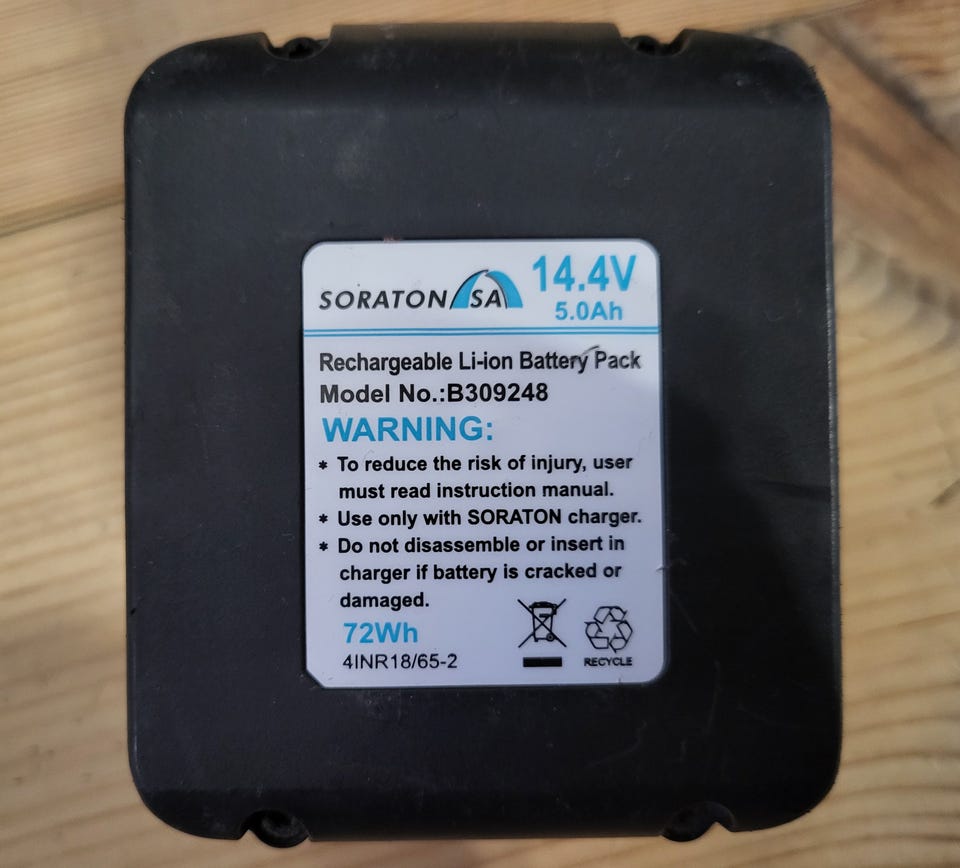 SORATON SA
14.4V
5.0Ah
Rechargeable Li-ion Battery Pack
Model No.:B309248
WARNING:
* To reduce the risk of injury, user
must read instruction manual.
* Use only with SORATON charger.
* Do not disassemble or insert in
charger if battery is cracked or
damaged.
72Wh
4INR18/65-2
RECYCLE